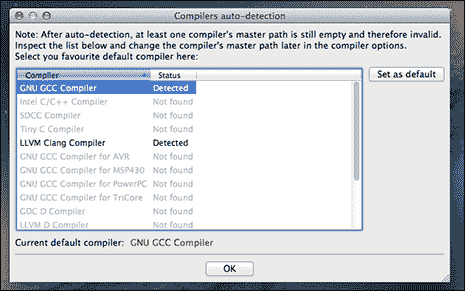 Compilers auto-detection
Note: After auto-detection, at least one compiler's master path is still empty and therefore invalid.
Inspect the list below and change the compiler's master path later in the compiler options.
Select you favourite default compiler here:
Compiler Status
GNU GCC Compiler Detected
Intel C/C++ Compiler Not found
SDCC Compiler Not found
Tiny C Compiler Not found
LLVM Clang Compiler Detected
GNU GCC Compiler for AVR Not found
GNU GCC Compiler for MSP430 Not found
GNU GCC Compiler for PowerPC Not found
GNU GCC Compiler for TriCore Not found
GDC D Compiler Not found
LLVM D Compiler Not found
Set as default
Current default compiler: GNU GCC Compiler
OK